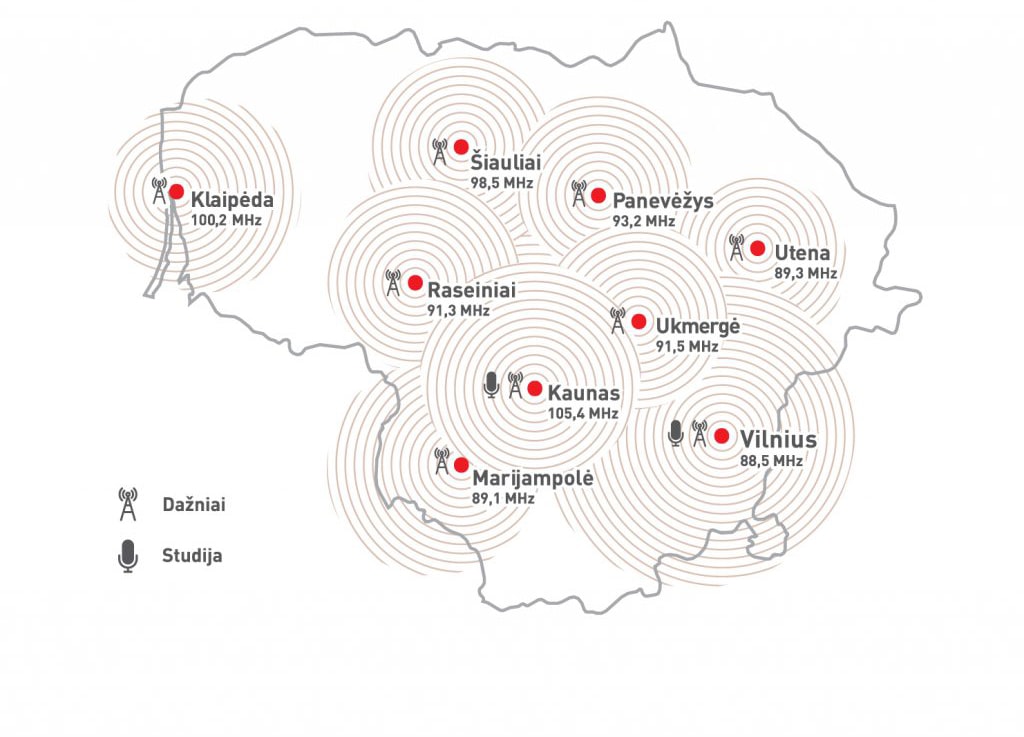 Šiauliai
98,5 MHz
Klaipėda
100,2 MHz
Panevėžys
93,2 MHz
Utena
89,3 MHz
Raseiniai
91,3 MHz
Ukmergė
91,5 MHz
Kaunas
105,4 MHz
Vilnius
88,5 MHz
Marijampolė
89,1 MHz
Dažniai
Studija